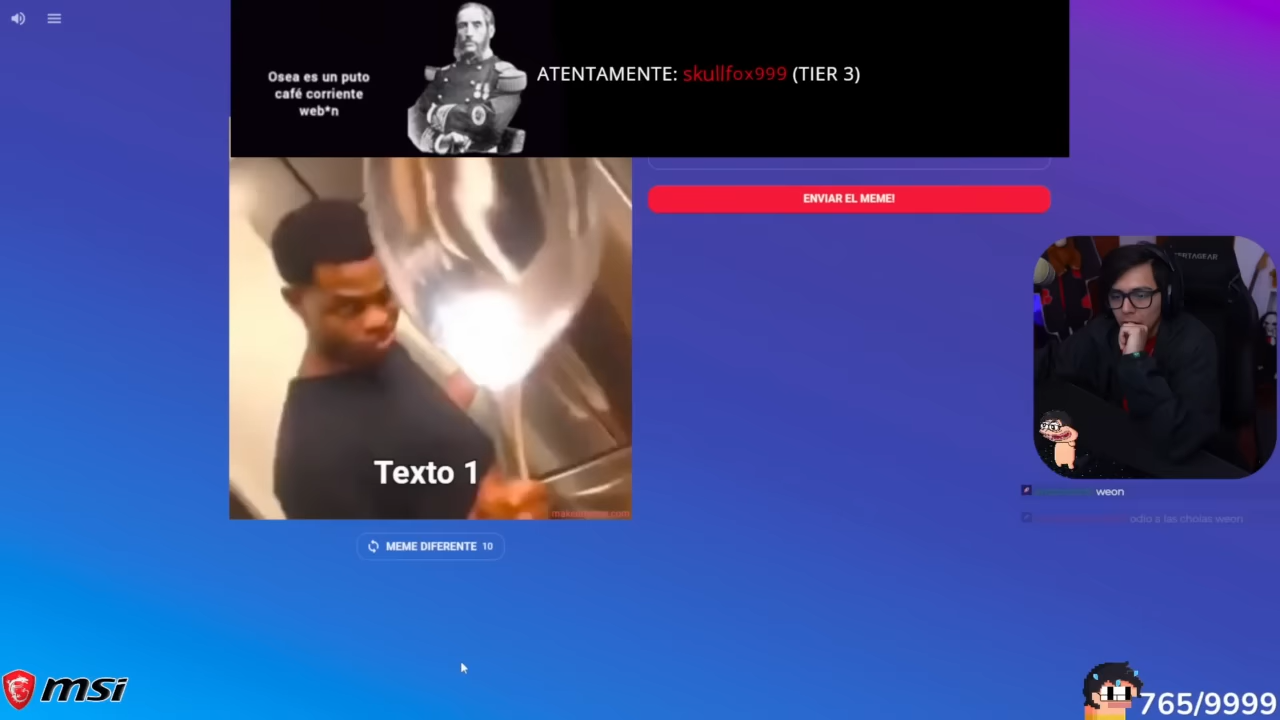 Osea es un puto
café corriente
web*n
ATENTAMENTE: skullfox999 (TIER 3)
ENVIAR EL MEME!
Texto 1
MEME DIFERENTE 10
weon
odio a las cholas weon
msi
765/9999